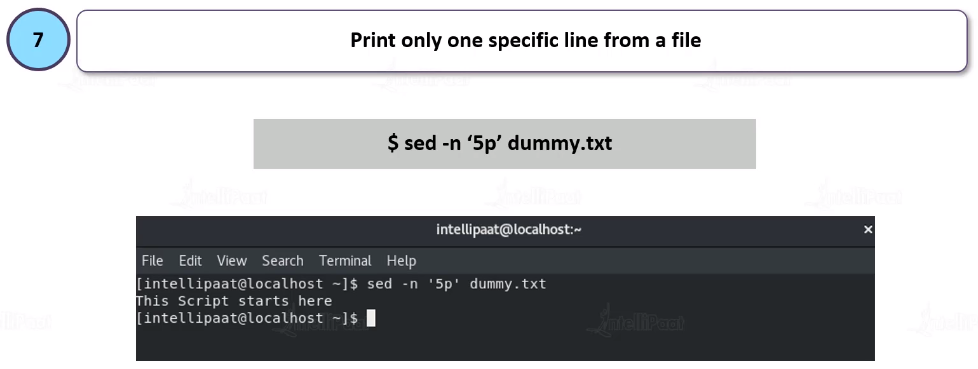 7
Print only one specific line from a file
$ sed -n ‘5p’ dummy.txt
intellipaat@localhost:~ ×
File Edit View Search Terminal Help
[intellipaat@localhost ~]$ sed -n '5p' dummy.txt
This Script starts here
[intellipaat@localhost ~]$
IntelliPaat